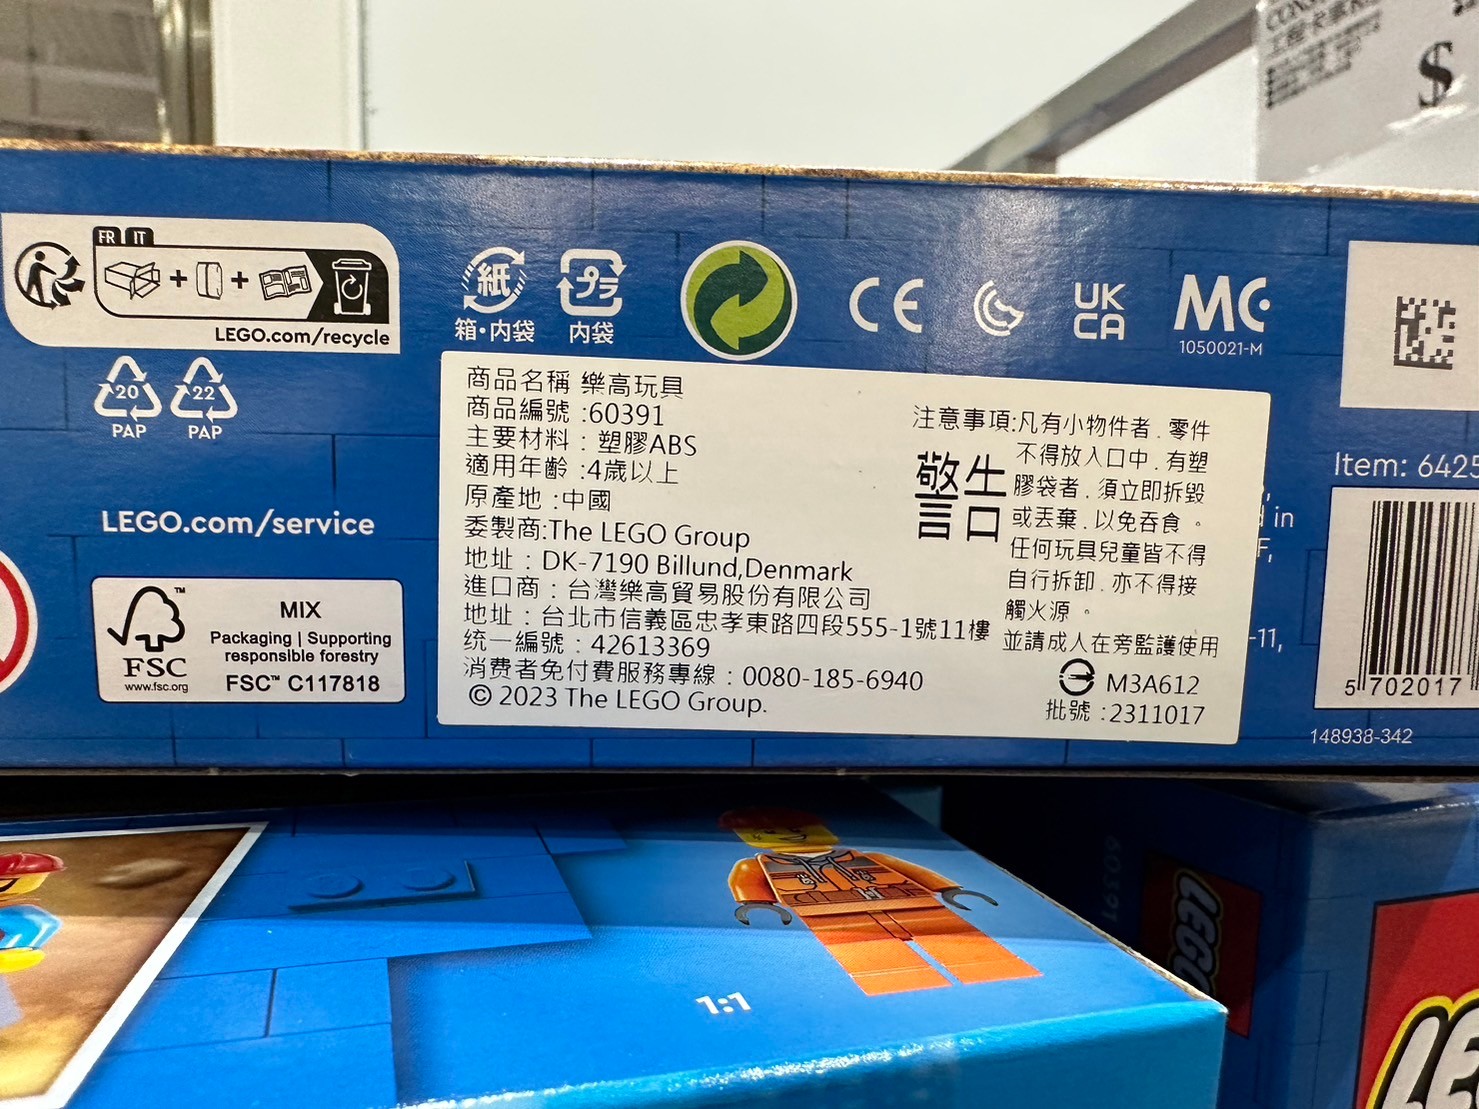 $
FR IT
LEGO.com/recycle
20
PAP
22
PAP
紙
箱·内袋
プラ
内袋
CE
UK
CA
MC
1050021-M
商品名稱 樂高玩具
商品編號 :60391
主要材料 : 塑膠ABS
適用年齡 :4歲以上
原產地 :中國
委製商:The LEGO Group
地址 : DK-7190 Billund,Denmark
進口商 : 台灣樂高貿易股份有限公司
地址 : 台北市信義區忠孝東路四段555-1號11樓
统一編號 : 42613369
消费者免付費服務專線 : 0080-185-6940
© 2023 The LEGO Group.
注意事項:凡有小物件者 . 零件
不得放入口中 . 有塑
膠袋者 . 須立即拆毀
或丟棄 . 以免吞食 。
任何玩具兒童皆不得
自行拆卸 . 亦不得接
觸火源 。
並請成人在旁監護使用
警告
M3A612
批號 :2311017
in
F,
-11,
Item: 6425
5 702017
148938-342
LEGO.com/service
FSC
www.fsc.org
MIX
Packaging | Supporting
responsible forestry
FSC™ C117818
1:1
60391
LEGO
LE